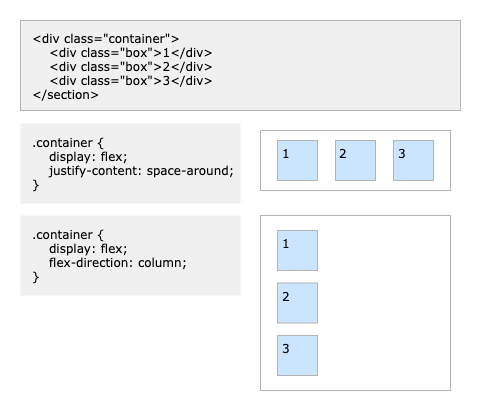 <div class="container">
<div class="box">1</div>
<div class="box">2</div>
<div class="box">3</div>
</section>
.container {
display: flex;
justify-content: space-around;
}
1 2 3
.container {
display: flex;
flex-direction: column;
}
1
2
3